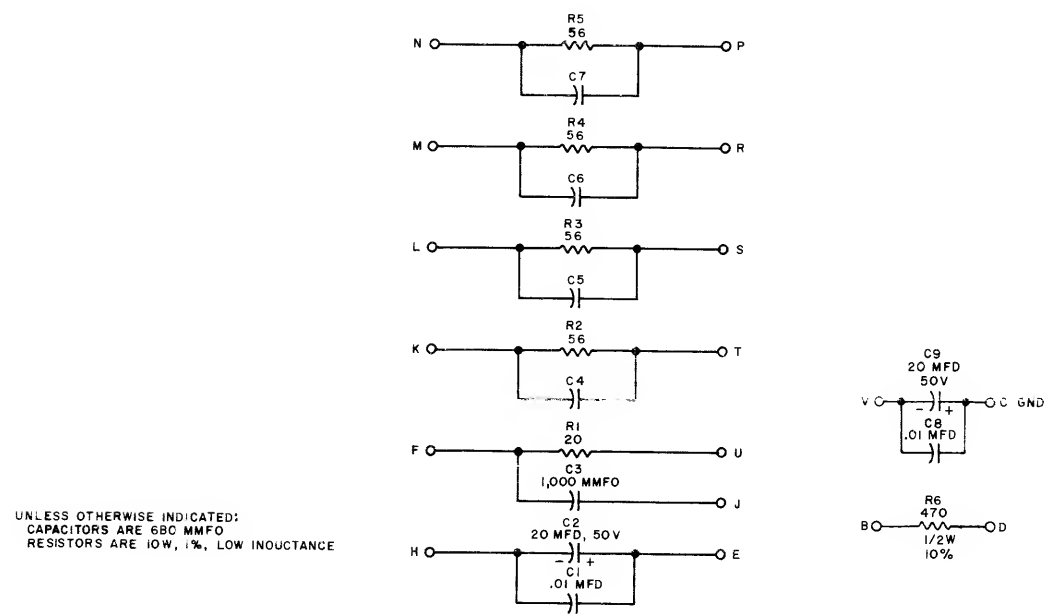 R5
56
N
P
C7
R4
56
M
R
C6
R3
56
L
S
C5
R2
56
K
T
C4
R1
20
F
U
C3
1,000 MMFD
J
C2
20 MFD, 50V
H
- +
E
C1
.01 MFD
UNLESS OTHERWISE INDICATED:
CAPACITORS ARE 680 MMFD
RESISTORS ARE 10W, 1%, LOW INDUCTANCE
C9
20 MFD
50V
V
- +
C GND
C8
.01 MFD
R6
470
B
D
1/2W
10%